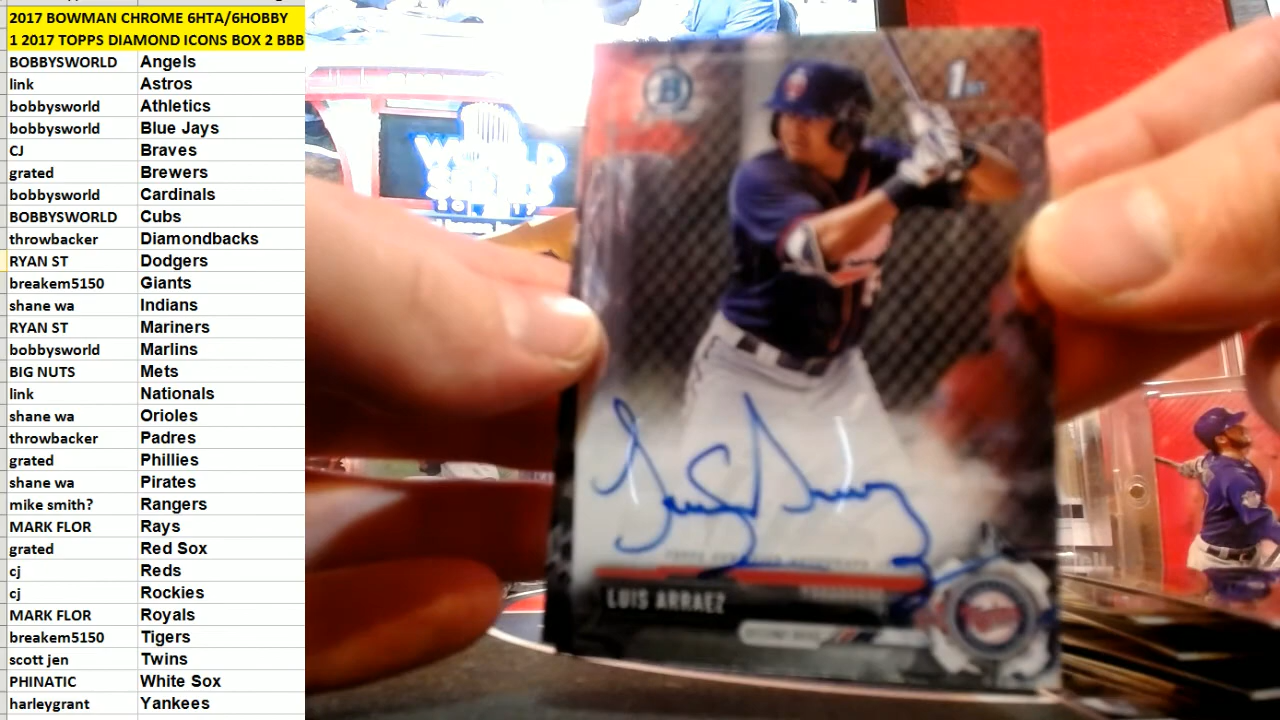 2017 BOWMAN CHROME 6HTA/6HOBBY
1 2017 TOPPS DIAMOND ICONS BOX 2 BBB
BOBBYSWORLD Angels
link Astros
bobbysworld Athletics
bobbysworld Blue Jays
CJ Braves
grated Brewers
bobbysworld Cardinals
BOBBYSWORLD Cubs
throwbacker Diamondbacks
RYAN ST Dodgers
breakem5150 Giants
shane wa Indians
RYAN ST Mariners
bobbysworld Marlins
BIG NUTS Mets
link Nationals
shane wa Orioles
throwbacker Padres
grated Phillies
shane wa Pirates
mike smith? Rangers
MARK FLOR Rays
grated Red Sox
cj Reds
cj Rockies
MARK FLOR Royals
breakem5150 Tigers
scott jen Twins
PHINATIC White Sox
harleygrant Yankees
WORLD
SERIES
2017
B
1st
LUIS ARRAEZ
Twins